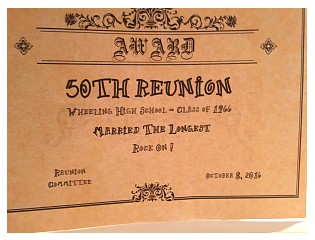 AWARD
50TH REUNION
WHEELING HIGH SCHOOL - CLASS OF 1966
MARRIED THE LONGEST
ROCK ON !
REUNION
COMMITTEE
OCTOBER 8, 2016